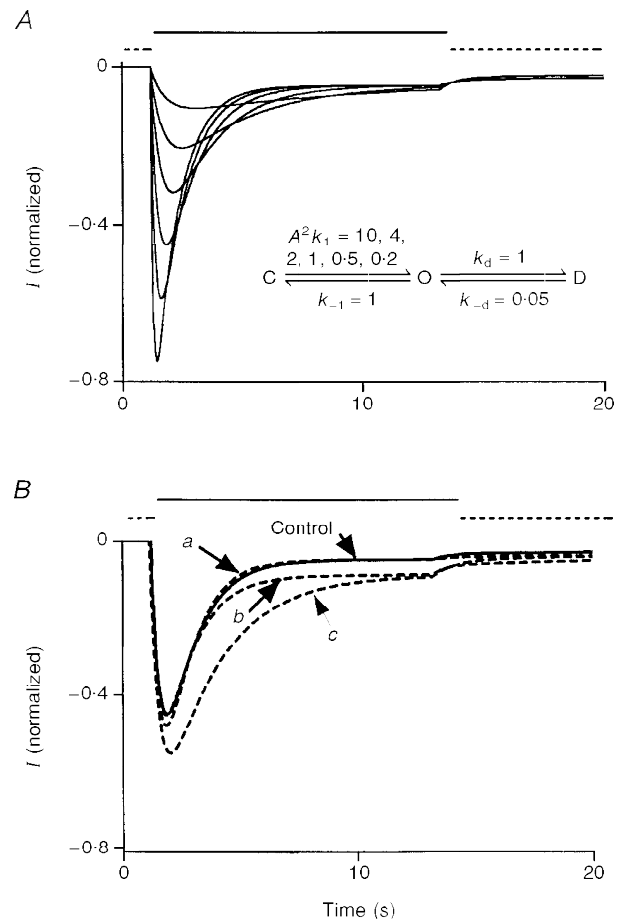 A
0
−0·4
−0·8
I (normalized)
A²k₁ = 10, 4,
2, 1, 0·5, 0·2
C
k₋₁ = 1
O
k_d = 1
k₋d = 0·05
D
0
10
20
B
0
−0·4
−0·8
I (normalized)
Control
a
b
c
0
10
20
Time (s)